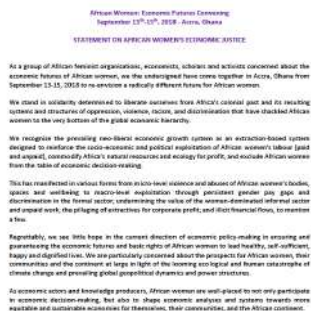 African Women: Economic Futures Convening
September 13th-15th, 2018 - Accra, Ghana
STATEMENT ON AFRICAN WOMEN'S ECONOMIC JUSTICE
As a group of African feminist organisations, economists, scholars and activists concerned about the
economic futures of African women, we the undersigned have come together in Accra, Ghana from
September 13-15, 2018 to re-envision a radically different future for African women.
We stand in solidarity determined to liberate ourselves from Africa's colonial past and its resulting
systems and structures of oppression, violence, racism, and discrimination that have shackled African
women to the very bottom of the global economic hierarchy.
We recognize the prevailing neo-liberal economic growth system as an extraction-based system
designed to reinforce the socio-economic and political exploitation of African women's labour (paid
and unpaid), commodify Africa's natural resources and ecology for profit, and exclude African women
from the table of economic decision-making.
This has manifested in various forms from micro-level violence and abuses of African women's bodies,
spaces and wellbeing to macro-level exploitation through persistent gender pay gaps and
discrimination in the formal sector; undermining the value of the women-dominated informal sector
and unpaid work; the pillaging of extractives for corporate profit; and illicit financial flows, to mention
a few.
Regrettably, we see little hope in the current direction of economic policy-making in ensuring and
guaranteeing the economic futures and basic rights of African women to lead healthy, self-sufficient,
happy and dignified lives. We are particularly concerned about the prospects for African women, their
communities and the continent at large in light of the looming ecological and human catastrophe of
climate change and prevailing global geopolitical dynamics and power structures.
As economic actors and knowledge producers, African women are well-placed to not only participate
in economic decision-making, but also to shape economic analyses and systems towards more
equitable and sustainable economies for themselves, their communities, and the African continent.